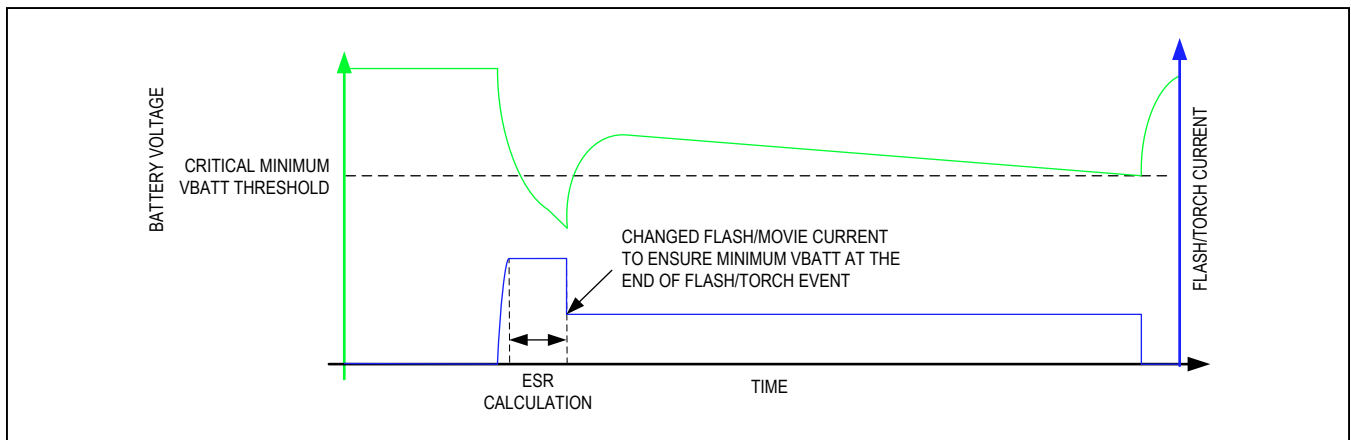 BATTERY VOLTAGE
CRITICAL MINIMUM
VBATT THRESHOLD
CHANGED FLASH/MOVIE CURRENT
TO ENSURE MINIMUM VBATT AT THE
END OF FLASH/TORCH EVENT
FLASH/TORCH CURRENT
ESR
CALCULATION
TIME